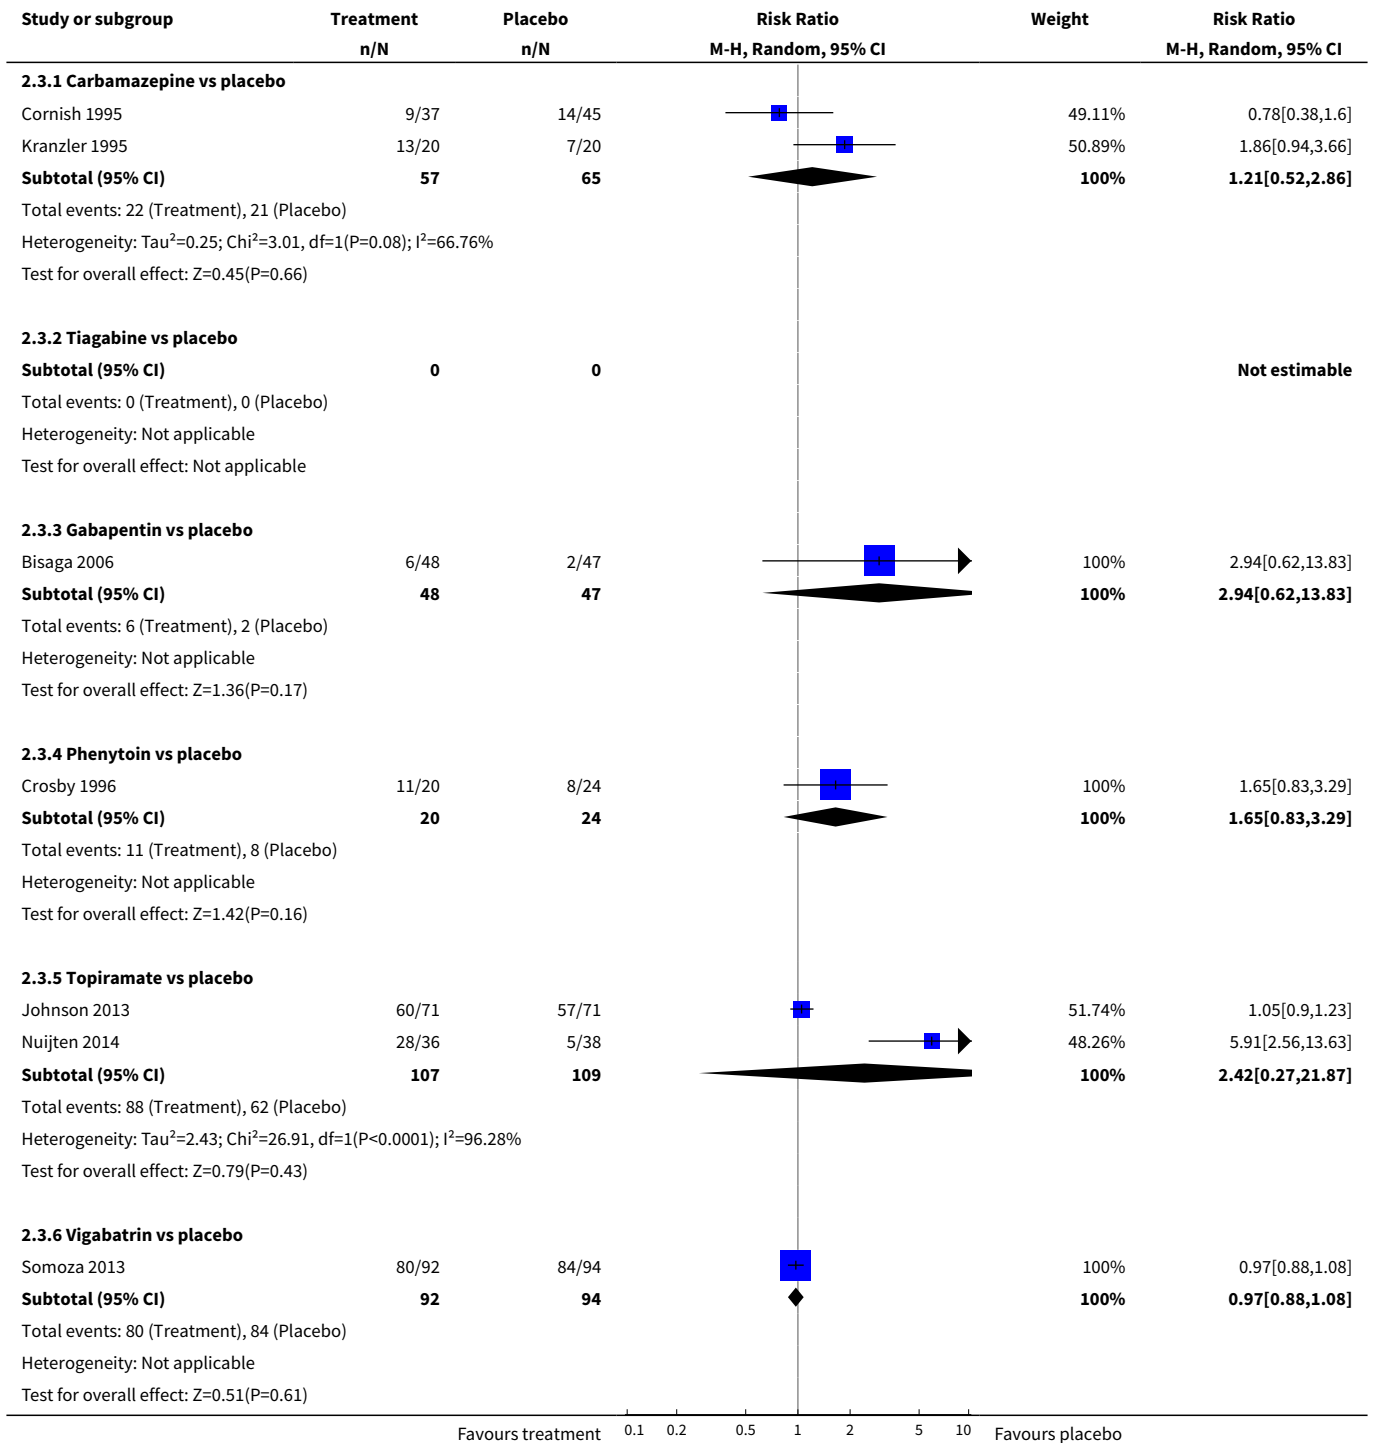 Study or subgroup Treatment Placebo Risk Ratio Weight Risk Ratio
n/N n/N M-H, Random, 95% CI M-H, Random, 95% CI
2.3.1 Carbamazepine vs placebo
Cornish 1995 9/37 14/45 49.11% 0.78[0.38,1.6]
Kranzler 1995 13/20 7/20 50.89% 1.86[0.94,3.66]
Subtotal (95% CI) 57 65 100% 1.21[0.52,2.86]
Total events: 22 (Treatment), 21 (Placebo)
Heterogeneity: Tau²=0.25; Chi²=3.01, df=1(P=0.08); I²=66.76%
Test for overall effect: Z=0.45(P=0.66)
2.3.2 Tiagabine vs placebo
Subtotal (95% CI) 0 0 Not estimable
Total events: 0 (Treatment), 0 (Placebo)
Heterogeneity: Not applicable
Test for overall effect: Not applicable
2.3.3 Gabapentin vs placebo
Bisaga 2006 6/48 2/47 100% 2.94[0.62,13.83]
Subtotal (95% CI) 48 47 100% 2.94[0.62,13.83]
Total events: 6 (Treatment), 2 (Placebo)
Heterogeneity: Not applicable
Test for overall effect: Z=1.36(P=0.17)
2.3.4 Phenytoin vs placebo
Crosby 1996 11/20 8/24 100% 1.65[0.83,3.29]
Subtotal (95% CI) 20 24 100% 1.65[0.83,3.29]
Total events: 11 (Treatment), 8 (Placebo)
Heterogeneity: Not applicable
Test for overall effect: Z=1.42(P=0.16)
2.3.5 Topiramate vs placebo
Johnson 2013 60/71 57/71 51.74% 1.05[0.9,1.23]
Nuijten 2014 28/36 5/38 48.26% 5.91[2.56,13.63]
Subtotal (95% CI) 107 109 100% 2.42[0.27,21.87]
Total events: 88 (Treatment), 62 (Placebo)
Heterogeneity: Tau²=2.43; Chi²=26.91, df=1(P<0.0001); I²=96.28%
Test for overall effect: Z=0.79(P=0.43)
2.3.6 Vigabatrin vs placebo
Somoza 2013 80/92 84/94 100% 0.97[0.88,1.08]
Subtotal (95% CI) 92 94 100% 0.97[0.88,1.08]
Total events: 80 (Treatment), 84 (Placebo)
Heterogeneity: Not applicable
Test for overall effect: Z=0.51(P=0.61)
Favours treatment 0.1 0.2 0.5 1 2 5 10 Favours placebo